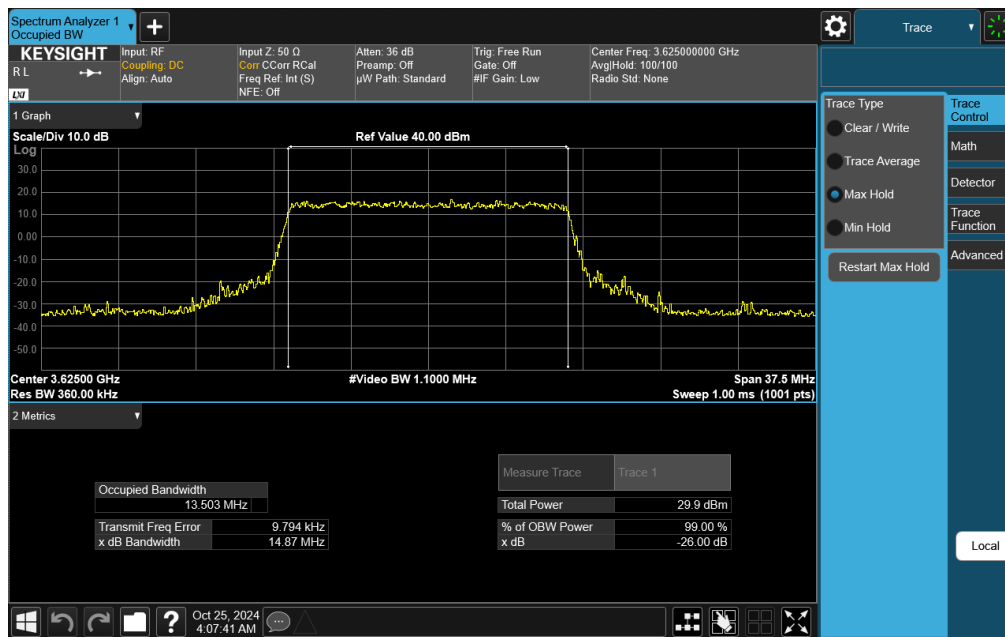 Spectrum Analyzer 1
Occupied BW
+
Trace
KEYSIGHT
R L
LXI
Input: RF
Coupling: DC
Align: Auto
Input Z: 50 Ω
Corr CCorr RCal
Freq Ref: Int (S)
NFE: Off
Atten: 36 dB
Preamp: Off
µW Path: Standard
Trig: Free Run
Gate: Off
#IF Gain: Low
Center Freq: 3.625000000 GHz
Avg|Hold: 100/100
Radio Std: None
1 Graph
Scale/Div 10.0 dB
Ref Value 40.00 dBm
Log
30.0
20.0
10.0
0.00
-10.0
-20.0
-30.0
-40.0
-50.0
Center 3.62500 GHz
#Video BW 1.1000 MHz
Span 37.5 MHz
Res BW 360.00 kHz
Sweep 1.00 ms (1001 pts)
2 Metrics
Measure Trace
Trace 1
Occupied Bandwidth
13.503 MHz
Total Power
29.9 dBm
Transmit Freq Error
9.794 kHz
% of OBW Power
99.00 %
x dB Bandwidth
14.87 MHz
x dB
-26.00 dB
Trace Type
Clear / Write
Trace Average
Max Hold
Min Hold
Restart Max Hold
Trace
Control
Math
Detector
Trace
Function
Advanced
Local
?
Oct 25, 2024
4:07:41 AM